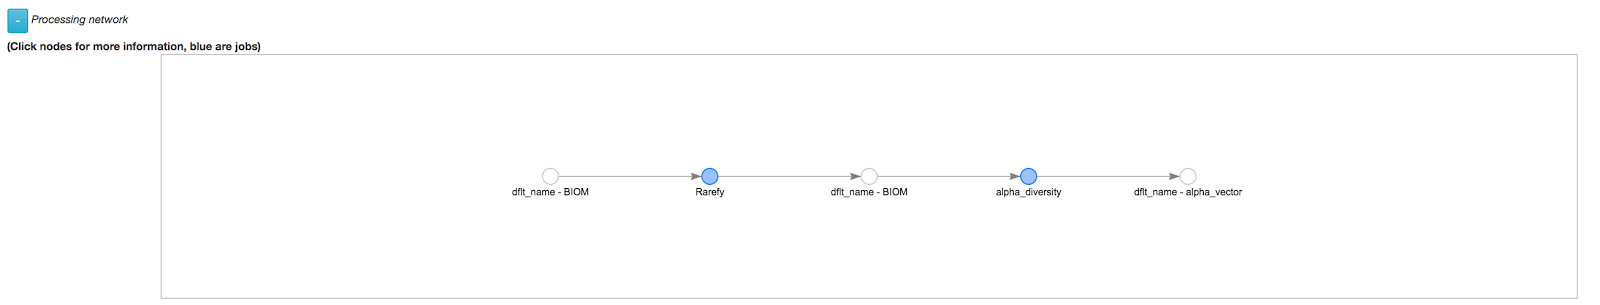 -
Processing network
(Click nodes for more information, blue are jobs)
dflt_name - BIOM
Rarefy
dflt_name - BIOM
alpha_diversity
dflt_name - alpha_vector